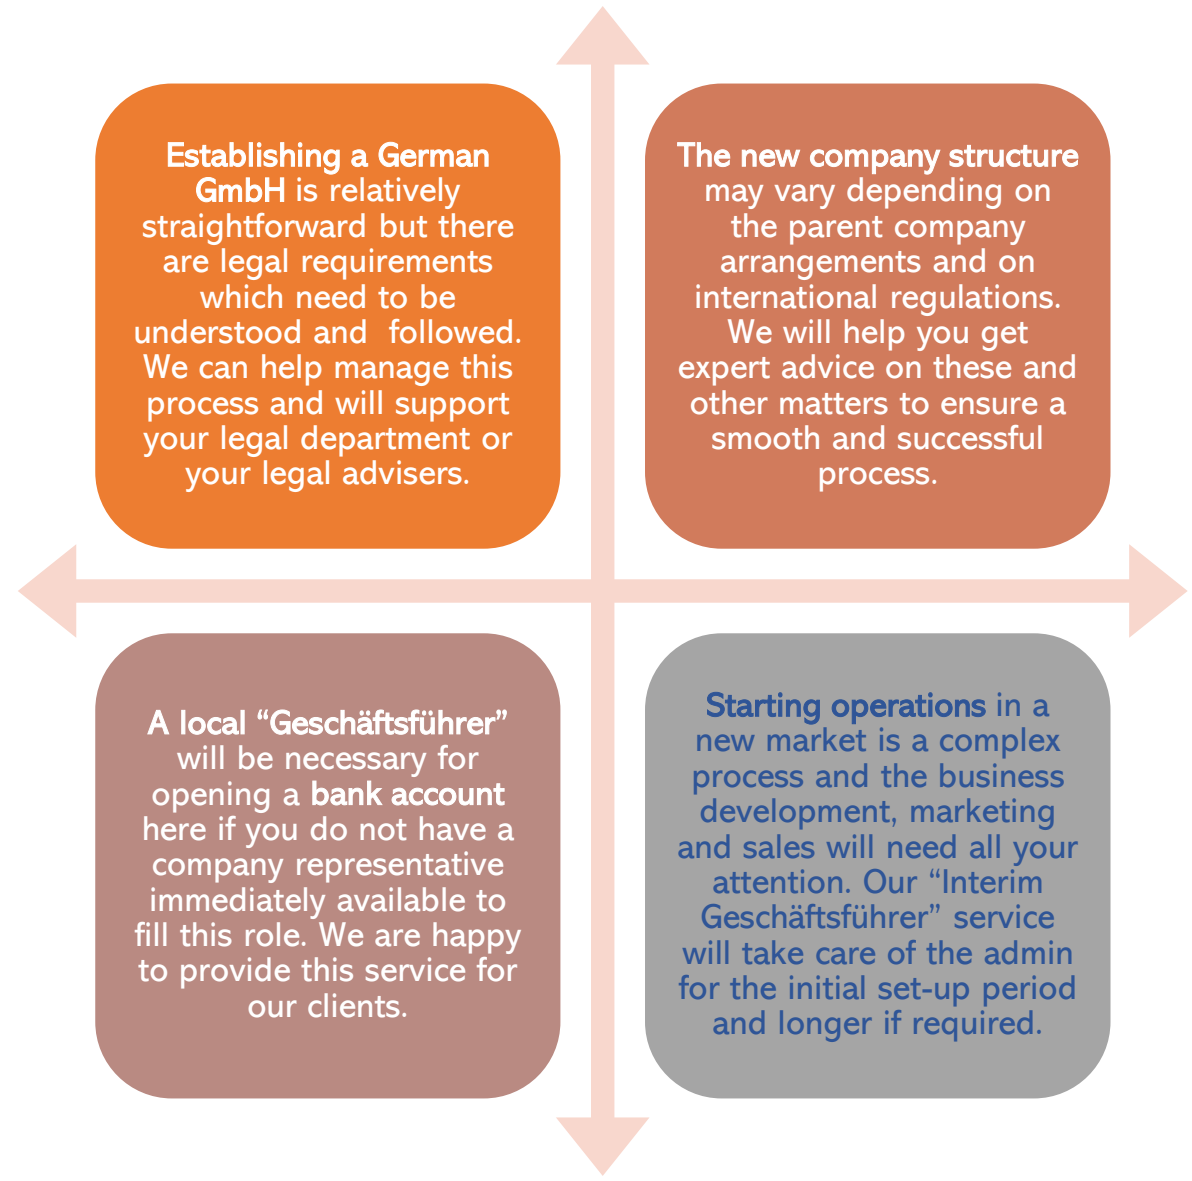 Establishing a German
GmbH is relatively
straightforward but there
are legal requirements
which need to be
understood and  followed.
We can help manage this
process and will support
your legal department or
your legal advisers.
The new company structure
may vary depending on
the parent company
arrangements and on
international regulations.
We will help you get
expert advice on these and
other matters to ensure a
smooth and successful
process.
A local “Geschäftsführer”
will be necessary for
opening a bank account
here if you do not have a
company representative
immediately available to
fill this role. We are happy
to provide this service for
our clients.
Starting operations in a
new market is a complex
process and the business
development, marketing
and sales will need all your
attention. Our “Interim
Geschäftsführer” service
will take care of the admin
for the initial set-up period
and longer if required.